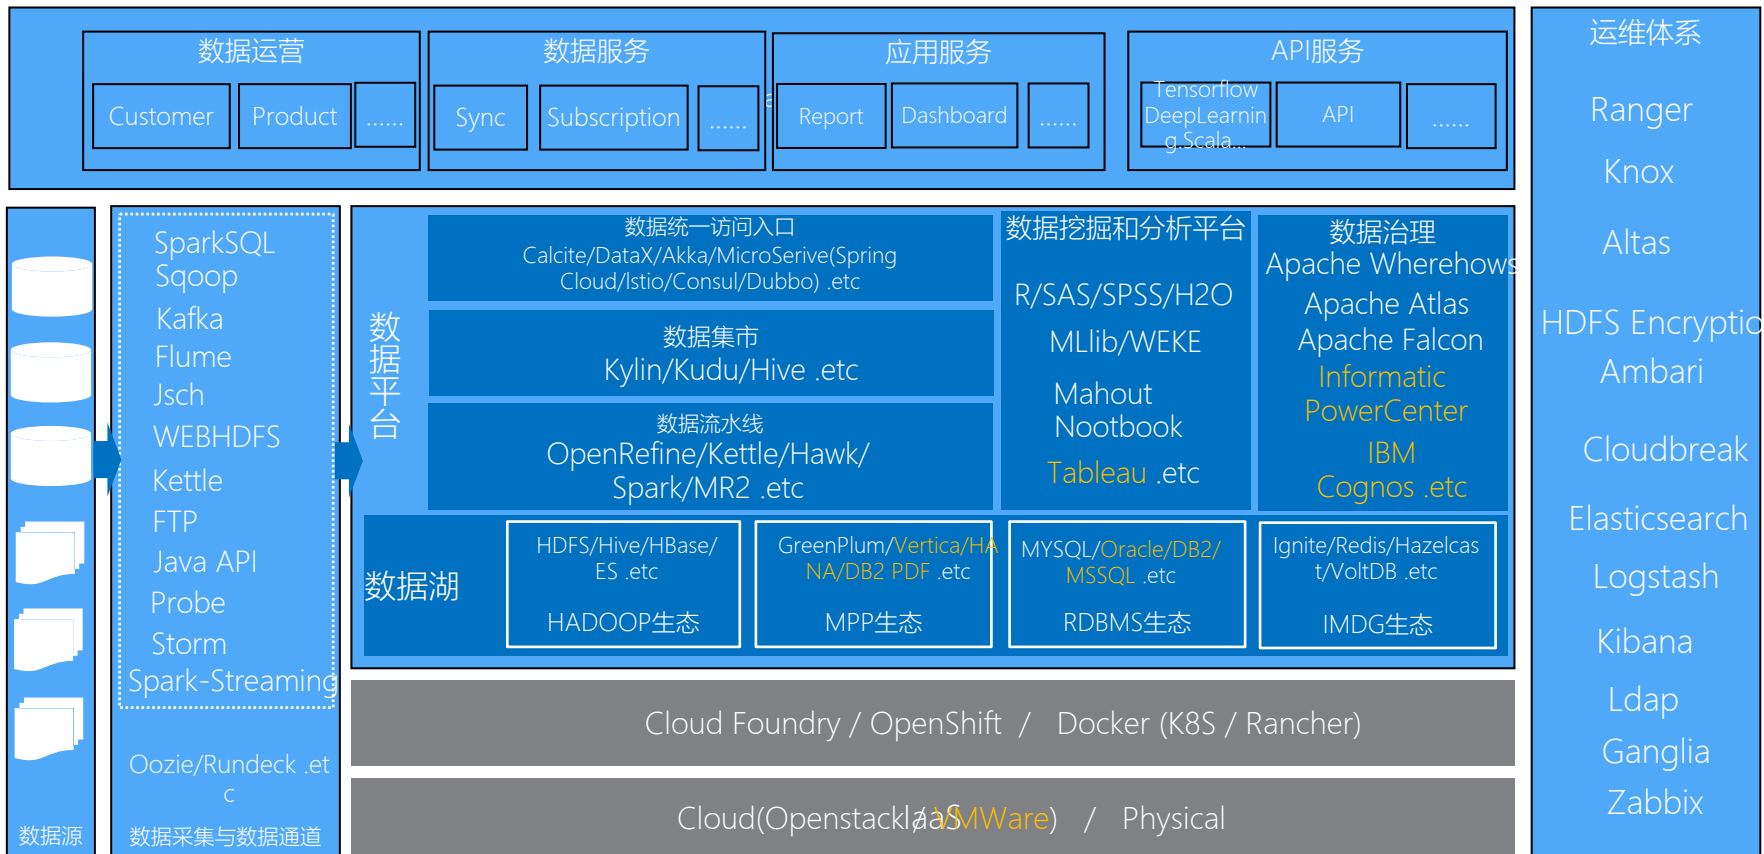 数据运营
Customer
Product
......
数据服务
Sync
Subscription
......
应用服务
Report
Dashboard
......
API服务
Tensorflow
DeepLearnin
g.Scala...
API
......
数据源
SparkSQL
Sqoop
Kafka
Flume
Jsch
WEBHDFS
Kettle
FTP
Java API
Probe
Storm
Spark-Streaming
Oozie/Rundeck .et
c
数据采集与数据通道
数据平台
数据统一访问入口
Calcite/DataX/Akka/MicroSerive(Spring
Cloud/Istio/Consul/Dubbo) .etc
数据集市
Kylin/Kudu/Hive .etc
数据流水线
OpenRefine/Kettle/Hawk/
Spark/MR2 .etc
数据挖掘和分析平台
R/SAS/SPSS/H2O
MLlib/WEKE
Mahout
Nootbook
Tableau .etc
数据治理
Apache Wherehows
Apache Atlas
Apache Falcon
Informatic
PowerCenter
IBM
Cognos .etc
数据湖
HDFS/Hive/HBase/
ES .etc
HADOOP生态
GreenPlum/Vertica/HA
NA/DB2 PDF .etc
MPP生态
MYSQL/Oracle/DB2/
MSSQL .etc
RDBMS生态
Ignite/Redis/Hazelcas
t/VoltDB .etc
IMDG生态
Cloud Foundry / OpenShift / Docker (K8S / Rancher)
Cloud(Openstack/VMWare) / Physical
IaaS
运维体系
Ranger
Knox
Altas
HDFS Encryptio
Ambari
Cloudbreak
Elasticsearch
Logstash
Kibana
Ldap
Ganglia
Zabbix